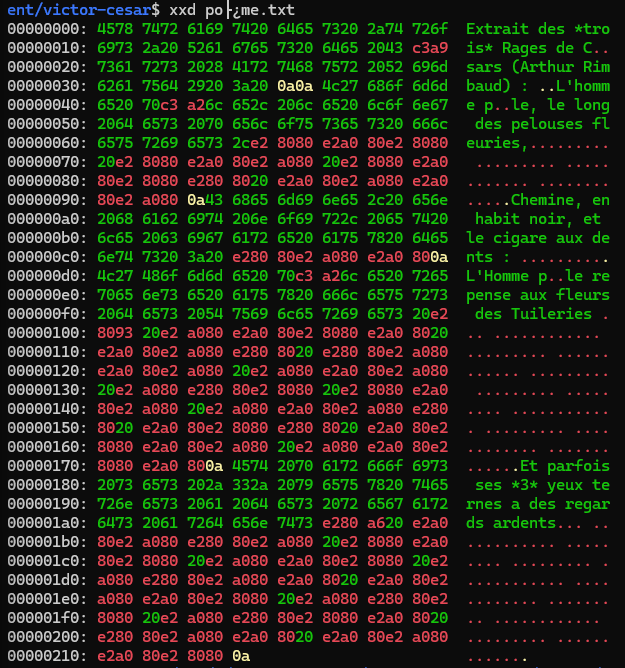 ent/victor-cesar$ xxd po ¿me.txt
00000000: 4578 7472 6169 7420 6465 7320 2a74 726f  Extrait des *tro
00000010: 6973 2a20 5261 6765 7320 6465 2043 c3a9  is* Rages de C..
00000020: 7361 7273 2028 4172 7468 7572 2052 696d  sars (Arthur Rim
00000030: 6261 7564 2920 3a20 0a0a 4c27 686f 6d6d  baud) : ..L'homm
00000040: 6520 70c3 a26c 652c 206c 6520 6c6f 6e67  e p..le, le long
00000050: 2064 6573 2070 656c 6f75 7365 7320 666c   des pelouses fl
00000060: 6575 7269 6573 2ce2 8080 e2a0 80e2 8080  euries,.........
00000070: 20e2 8080 e2a0 80e2 a080 20e2 8080 e2a0   ......... .....
00000080: 80e2 8080 e280 8020 e2a0 80e2 a080 e2a0  ....... ........
00000090: 80e2 a080 0a43 6865 6d69 6e65 2c20 656e  .....Chemine, en
000000a0: 2068 6162 6974 206e 6f69 722c 2065 7420   habit noir, et
000000b0: 6c65 2063 6967 6172 6520 6175 7820 6465  le cigare aux de
000000c0: 6e74 7320 3a20 e280 80e2 a080 e2a0 800a  nts : ..........
000000d0: 4c27 486f 6d6d 6520 70c3 a26c 6520 7265  L'Homme p..le re
000000e0: 7065 6e73 6520 6175 7820 666c 6575 7273  pense aux fleurs
000000f0: 2064 6573 2054 7569 6c65 7269 6573 20e2   des Tuileries .
00000100: 8093 20e2 a080 e2a0 80e2 8080 e2a0 8020  .. ............
00000110: e2a0 80e2 a080 e280 8020 e280 80e2 a080  ......... ......
00000120: e2a0 80e2 a080 20e2 a080 e2a0 80e2 a080  ...... .........
00000130: 20e2 a080 e280 80e2 8080 20e2 8080 e2a0   ......... .....
00000140: 80e2 a080 20e2 a080 e2a0 80e2 a080 e280  .... ...........
00000150: 8020 e2a0 80e2 8080 e280 8020 e2a0 80e2  . ......... ....
00000160: 8080 e2a0 80e2 a080 20e2 a080 e2a0 80e2  ........ .......
00000170: 8080 e2a0 800a 4574 2070 6172 666f 6973  ......Et parfois
00000180: 2073 6573 202a 332a 2079 6575 7820 7465   ses *3* yeux te
00000190: 726e 6573 2061 2064 6573 2072 6567 6172  rnes a des regar
000001a0: 6473 2061 7264 656e 7473 e280 a620 e2a0  ds ardents... ..
000001b0: 80e2 a080 e280 80e2 a080 20e2 8080 e2a0  .......... .....
000001c0: 80e2 8080 20e2 a080 e2a0 80e2 8080 20e2  .... ......... .
000001d0: a080 e280 80e2 a080 e2a0 8020 e2a0 80e2  ........... ....
000001e0: a080 e2a0 80e2 8080 20e2 a080 e280 80e2  ........ .......
000001f0: 8080 20e2 a080 e280 80e2 8080 e2a0 8020  .. ............
00000200: e280 80e2 a080 e2a0 8020 e2a0 80e2 a080  ......... ......
00000210: e2a0 80e2 8080 0a  .......